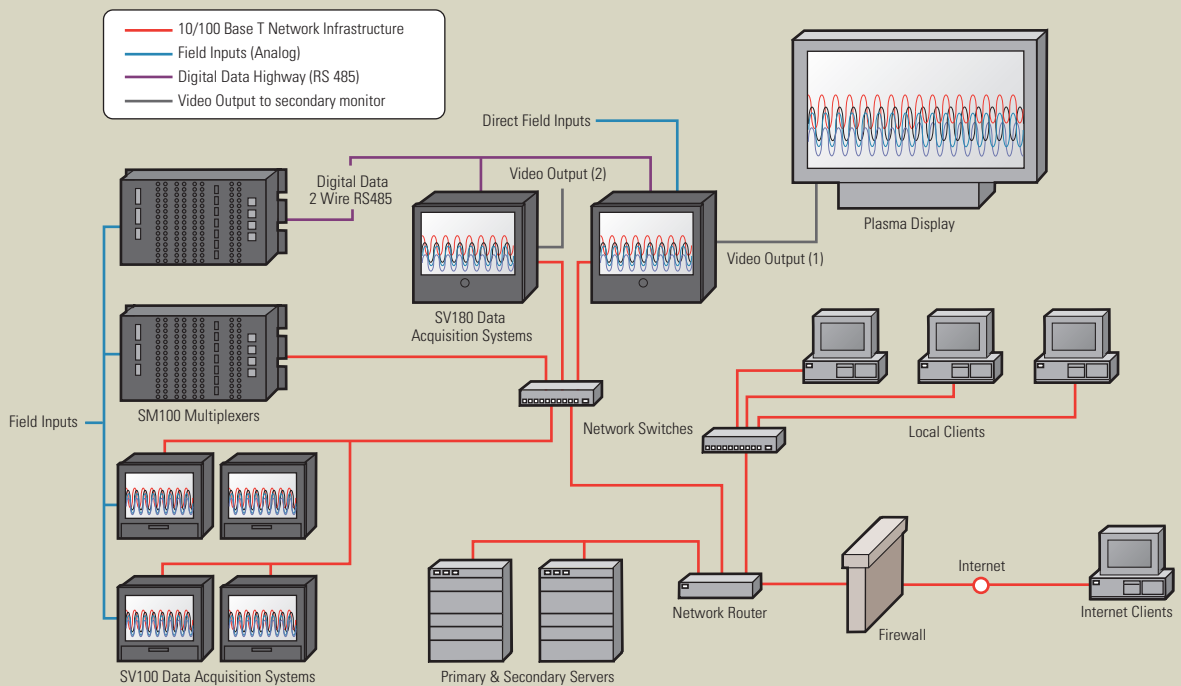 10/100 Base T Network Infrastructure
Field Inputs (Analog)
Digital Data Highway (RS 485)
Video Output to secondary monitor
Direct Field Inputs
Digital Data
2 Wire RS485
Video Output (2)
Plasma Display
Video Output (1)
SV180 Data
Acquisition Systems
SM100 Multiplexers
Field Inputs
Network Switches
Local Clients
Internet
Network Router
Internet Clients
Firewall
SV100 Data Acquisition Systems
Primary & Secondary Servers